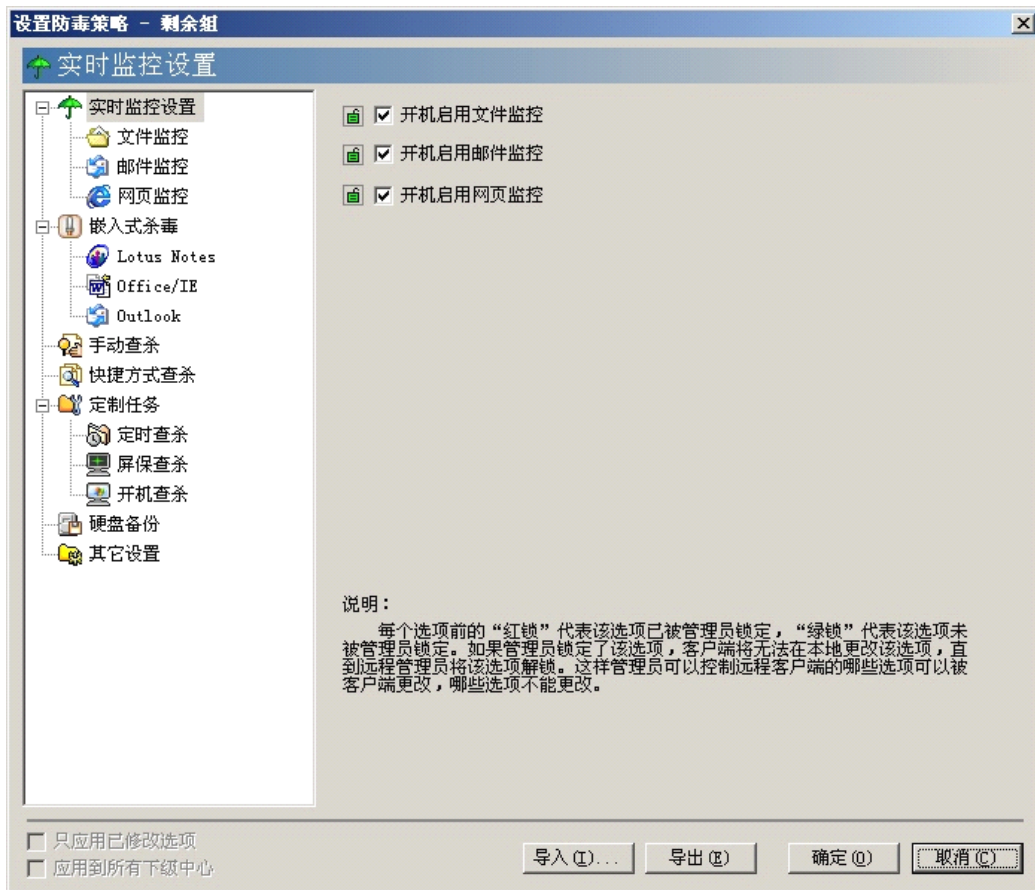 设置防毒策略 - 剩余组
实时监控设置
实时监控设置
文件监控
邮件监控
网页监控
嵌入式杀毒
Lotus Notes
Office/IE
Outlook
手动查杀
快捷方式查杀
定制任务
定时查杀
屏保查杀
开机查杀
硬盘备份
其它设置
开机启用文件监控
开机启用邮件监控
开机启用网页监控
说明：
每个选项前的“红锁”代表该选项已被管理员锁定，“绿锁”代表该选项未
被管理员锁定。如果管理员锁定了该选项，客户端将无法在本地更改该选项，直
到远程管理员将该选项解锁。这样管理员可以控制远程客户端的哪些选项可以被
客户端更改，哪些选项不能更改。
只应用已修改选项
应用到所有下级中心
导入(I)...
导出(E)
确定(O)
取消(C)